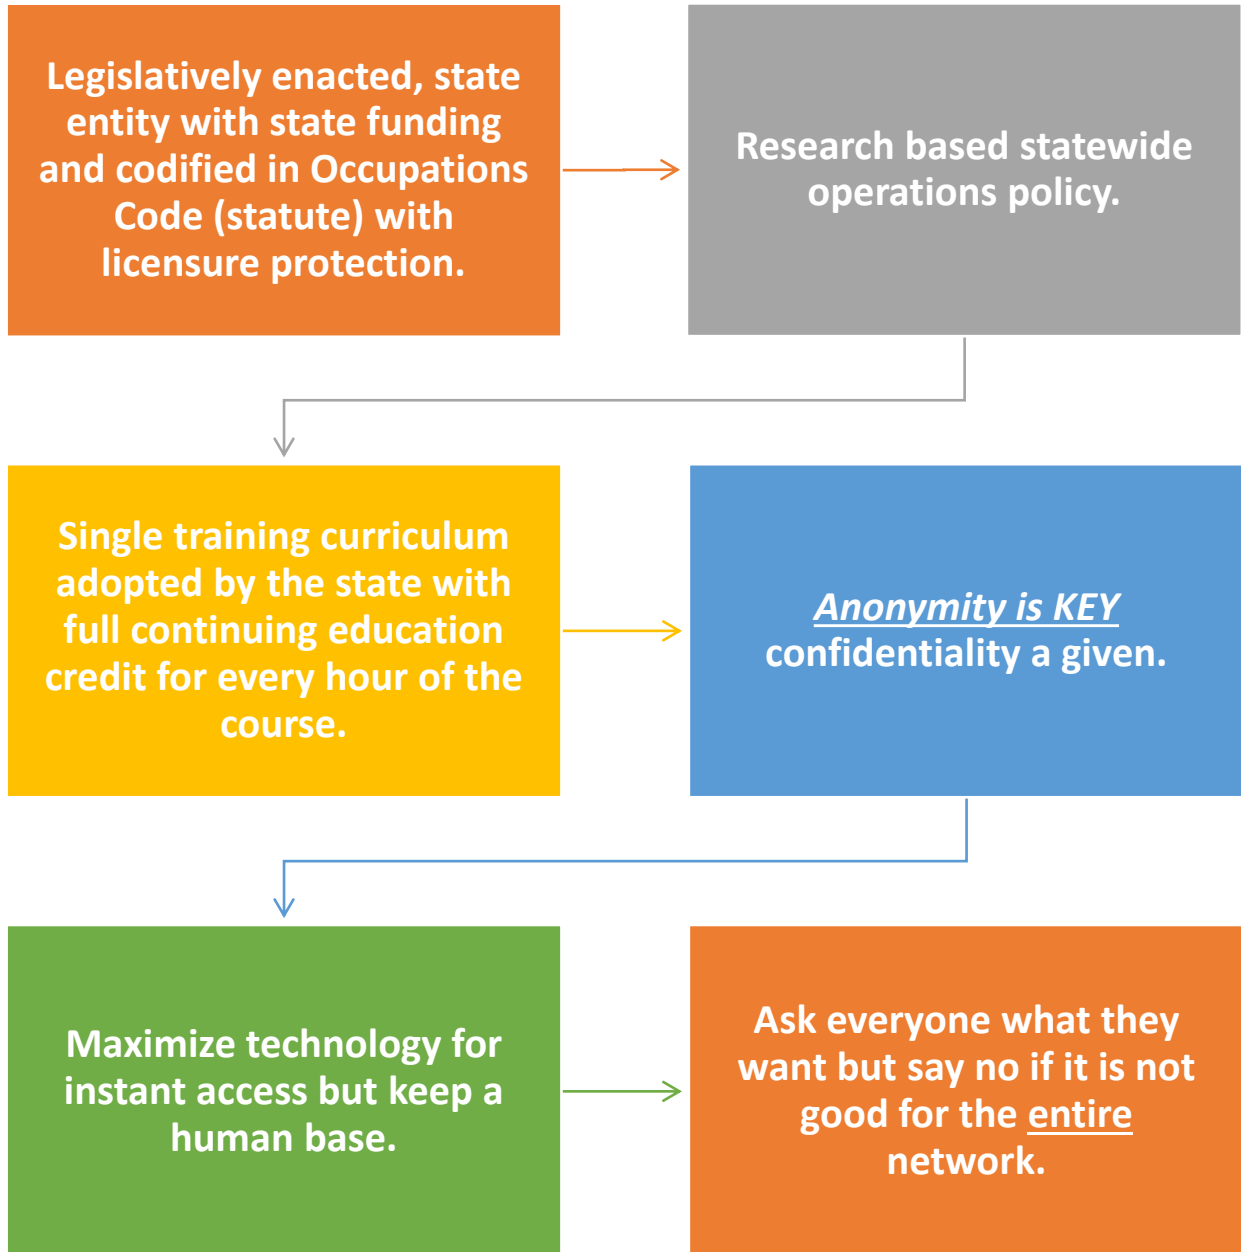 Legislatively enacted, state
entity with state funding
and codified in Occupations
Code (statute) with
licensure protection.
Research based statewide
operations policy.
Single training curriculum
adopted by the state with
full continuing education
credit for every hour of the
course.
Anonymity is KEY
confidentiality a given.
Maximize technology for
instant access but keep a
human base.
Ask everyone what they
want but say no if it is not
good for the entire
network.